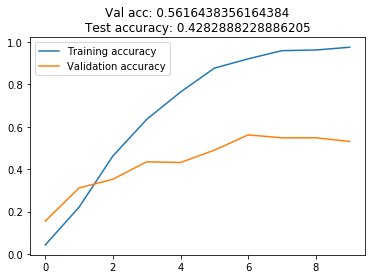 Val acc: 0.5616438356164384
Test accuracy: 0.4282888228886205
Training accuracy
Validation accuracy
1.0
0.8
0.6
0.4
0.2
0.0
0 2 4 6 8